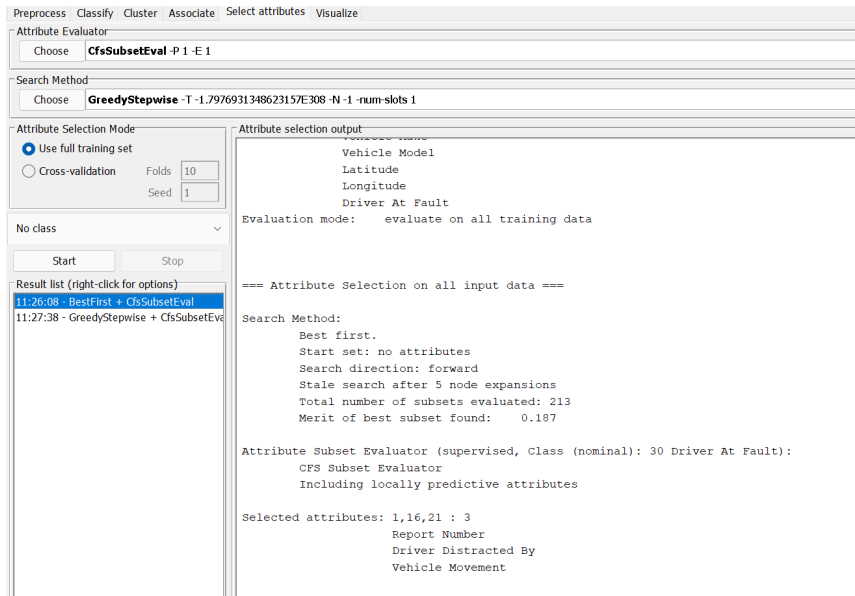 Preprocess Classify Cluster Associate Select attributes Visualize
Attribute Evaluator
Choose CfsSubsetEval -P 1 -E 1
Search Method
Choose GreedyStepwise -T -1.7976931348623157E308 -N -1 -num-slots 1
Attribute Selection Mode
Use full training set
Cross-validation Folds 10
Seed 1
No class
Start Stop
Result list (right-click for options)
11:26:08 - BestFirst + CfsSubsetEval
11:27:38 - GreedyStepwise + CfsSubsetEva
Attribute selection output
Vehicle Model
Latitude
Longitude
Driver At Fault
Evaluation mode: evaluate on all training data
=== Attribute Selection on all input data ===
Search Method:
Best first.
Start set: no attributes
Search direction: forward
Stale search after 5 node expansions
Total number of subsets evaluated: 213
Merit of best subset found: 0.187
Attribute Subset Evaluator (supervised, Class (nominal): 30 Driver At Fault):
CFS Subset Evaluator
Including locally predictive attributes
Selected attributes: 1,16,21 : 3
Report Number
Driver Distracted By
Vehicle Movement